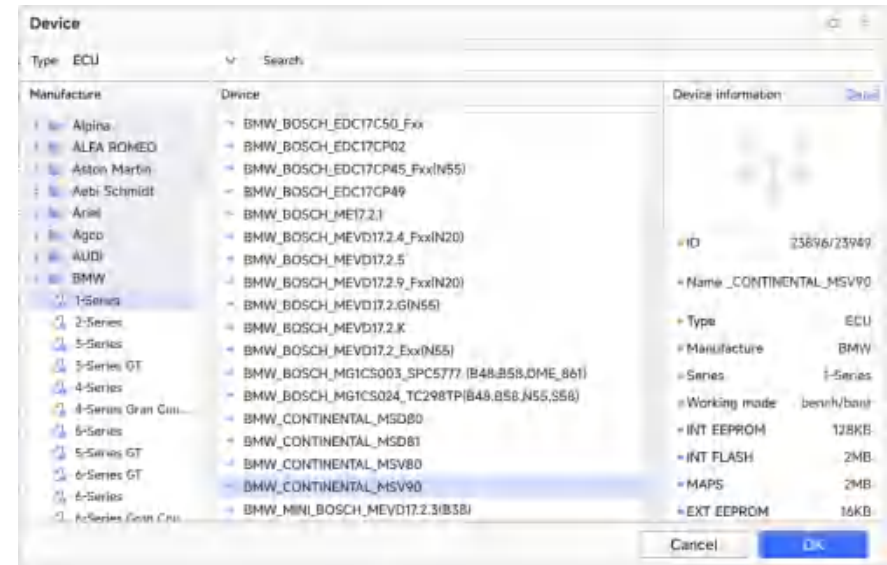 Device
Type ECU
Search
Manufacture
Alpina
ALFA ROMEO
Aston Martin
Aebi Schmidt
Ariel
Agco
AUDI
BMW
1-Series
2-Series
3-Series
3-Series GT
4-Series
4-Series Gran Cou...
5-Series
5-Series GT
6-Series GT
6-Series
6-Series Gran Cou...
Device
BMW_BOSCH_EDC17C50_Fxx
BMW_BOSCH_EDC17CP02
BMW_BOSCH_EDC17CP45_Fxx(N55)
BMW_BOSCH_EDC17CP49
BMW_BOSCH_ME17.2.1
BMW_BOSCH_MEVD17.2.4_Fxx(N20)
BMW_BOSCH_MEVD17.2.5
BMW_BOSCH_MEVD17.2.9_Fxx(N20)
BMW_BOSCH_MEVD17.2.G(N55)
BMW_BOSCH_MEVD17.2.K
BMW_BOSCH_MEVD17.2_Exx(N55)
BMW_BOSCH_MG1CS003_SPC5777 (B48,B58,DME_861)
BMW_BOSCH_MG1CS024_TC298TP(B48,B58,N55,S58)
BMW_CONTINENTAL_MSD80
BMW_CONTINENTAL_MSD81
BMW_CONTINENTAL_MSV80
BMW_CONTINENTAL_MSV90
BMW_MINI_BOSCH_MEVD17.2.3(B38)
Device information
ID 23896/23949
Name _CONTINENTAL_MSV90
Type ECU
Manufacture BMW
Series 1-Series
Working mode bench/boot
INT EEPROM 128KB
INT FLASH 2MB
MAPS 2MB
EXT EEPROM 16KB
Cancel
OK